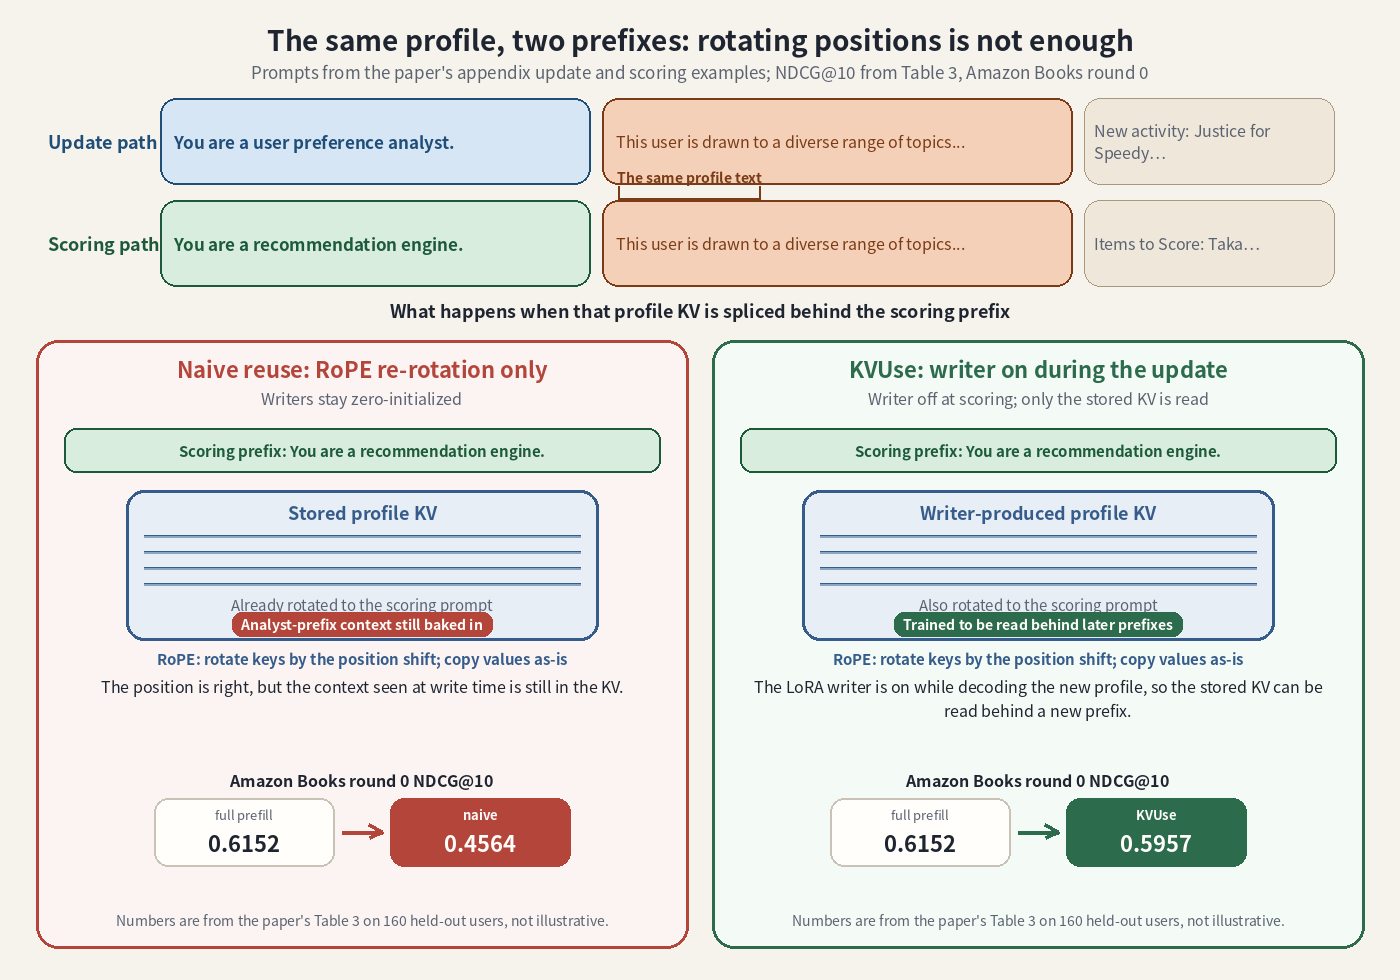 The same profile, two prefixes: rotating positions is not enough
Prompts from the paper's appendix update and scoring examples; NDCG@10 from Table 3, Amazon Books round 0
Update path
You are a user preference analyst.
This user is drawn to a diverse range of topics...
New activity: Justice for
Speedy…
The same profile text
Scoring path
You are a recommendation engine.
This user is drawn to a diverse range of topics...
Items to Score: Taka…
What happens when that profile KV is spliced behind the scoring prefix
Naive reuse: RoPE re-rotation only
Writers stay zero-initialized
Scoring prefix: You are a recommendation engine.
Stored profile KV
Already rotated to the scoring prompt
Analyst-prefix context still baked in
RoPE: rotate keys by the position shift; copy values as-is
The position is right, but the context seen at write time is still in the KV.
Amazon Books round 0 NDCG@10
full prefill
0.6152
naive
0.4564
Numbers are from the paper's Table 3 on 160 held-out users, not illustrative.
KVUse: writer on during the update
Writer off at scoring; only the stored KV is read
Scoring prefix: You are a recommendation engine.
Writer-produced profile KV
Also rotated to the scoring prompt
Trained to be read behind later prefixes
RoPE: rotate keys by the position shift; copy values as-is
The LoRA writer is on while decoding the new profile, so the stored KV can be
read behind a new prefix.
Amazon Books round 0 NDCG@10
full prefill
0.6152
KVUse
0.5957
Numbers are from the paper's Table 3 on 160 held-out users, not illustrative.